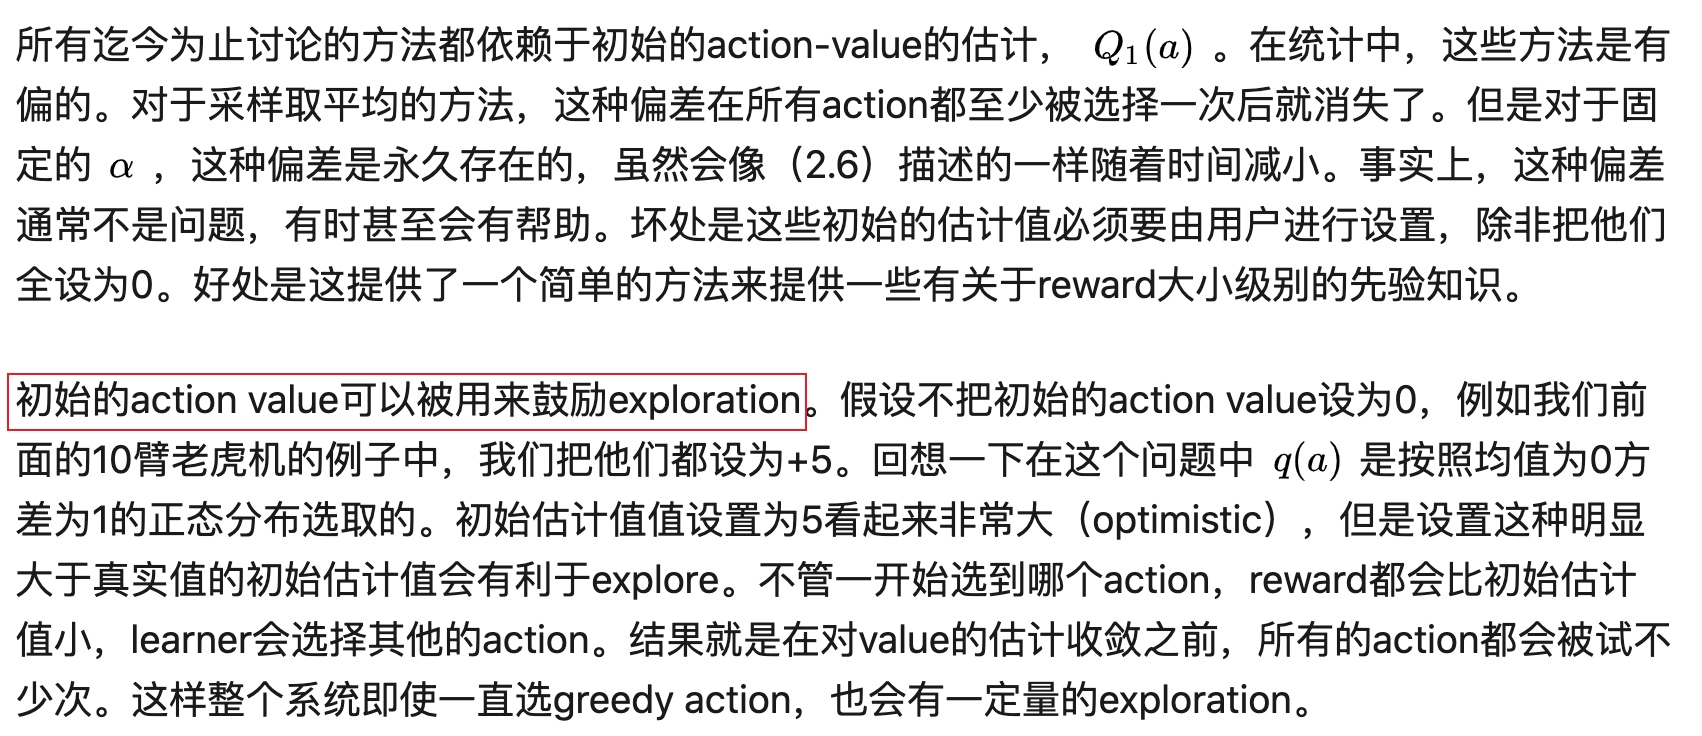 所有迄今为止讨论的方法都依赖于初始的action-value的估计， Q₁(a) 。在统计中，这些方法是有
偏的。对于采样取平均的方法，这种偏差在所有action都至少被选择一次后就消失了。但是对于固
定的 α ，这种偏差是永久存在的，虽然会像（2.6）描述的一样随着时间减小。事实上，这种偏差
通常不是问题，有时甚至会有帮助。坏处是这些初始的估计值必须要由用户进行设置，除非把他们
全设为0。好处是这提供了一个简单的方法来提供一些有关于reward大小级别的先验知识。
初始的action value可以被用来鼓励exploration。假设不把初始的action value设为0，例如我们前
面的10臂老虎机的例子中，我们把他们都设为+5。回想一下在这个问题中 q(a) 是按照均值为0方
差为1的正态分布选取的。初始估计值值设置为5看起来非常大（optimistic），但是设置这种明显
大于真实值的初始估计值会有利于explore。不管一开始选到哪个action，reward都会比初始估计
值小，learner会选择其他的action。结果就是在对value的估计收敛之前，所有的action都会被试不
少次。这样整个系统即使一直选greedy action，也会有一定量的exploration。